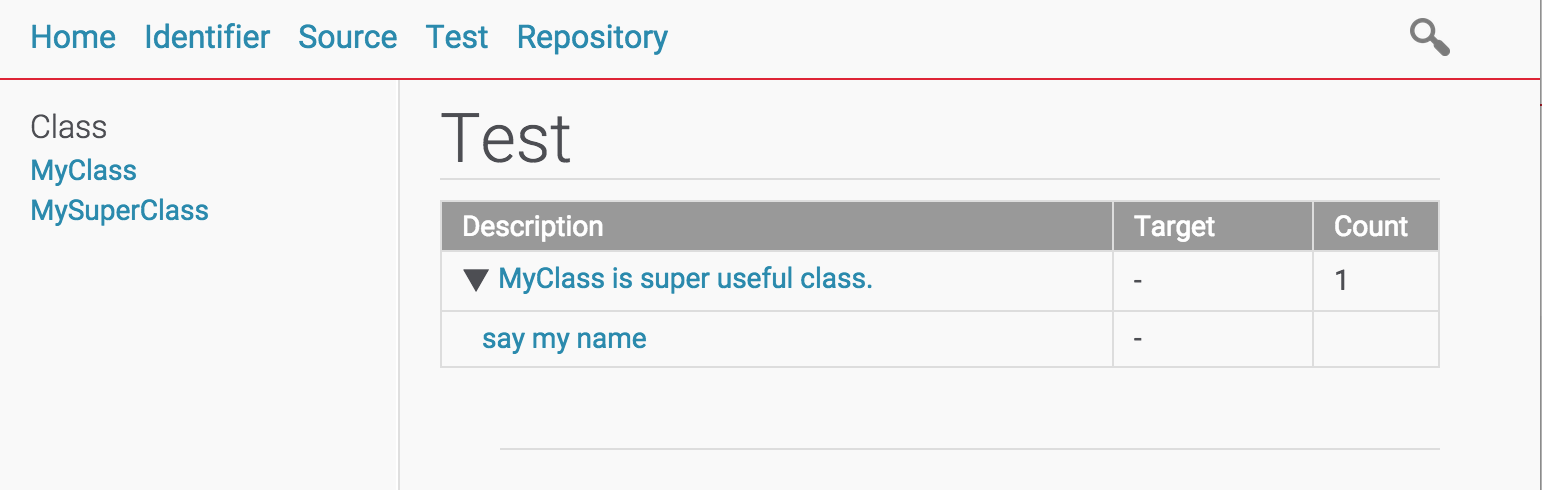 Home Identifier Source Test Repository
Class
MyClass
MySuperClass
Test
Description Target Count
▼ MyClass is super useful class. - 1
say my name -